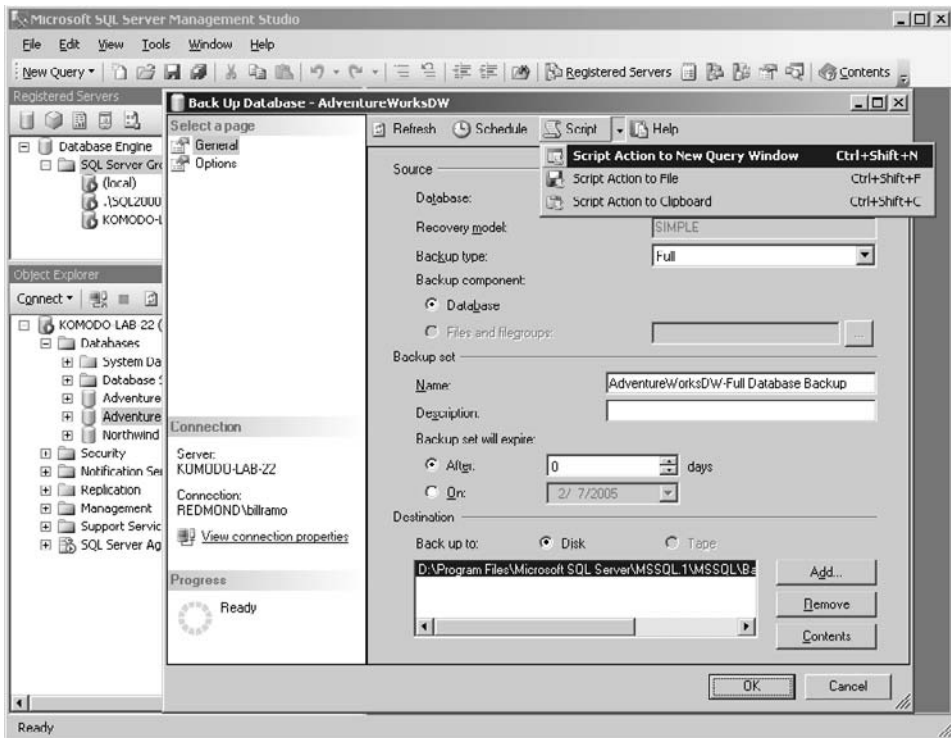 Microsoft SQL Server Management Studio
File Edit View Tools Window Help
New Query Registered Servers Contents
Registered Servers
Database Engine
SQL Server Gro
(local)
.\SQL2000
KOMODO-L
Object Explorer
Connect
KOMODO-LAB-22 (
Databases
System Da
Database S
Adventure
Adventure
Northwind
Security
Notification Ser
Replication
Management
Support Servic
SQL Server Ag
Back Up Database - AdventureWorksDW
Select a page
General
Options
Connection
Server:
KOMODO-LAB-22
Connection:
REDMOND\billramo
View connection properties
Progress
Ready
Refresh Schedule Script Help
Script Action to New Query Window Ctrl+Shift+N
Script Action to File Ctrl+Shift+F
Script Action to Clipboard Ctrl+Shift+C
Source
Database:
Recovery model: SIMPLE
Backup type: Full
Backup component:
Database
Files and filegroups: ...
Backup set
Name: AdventureWorksDW-Full Database Backup
Description:
Backup set will expire:
After: 0 days
On: 2/ 7/2005
Destination
Back up to: Disk Tape
D:\Program Files\Microsoft SQL Server\MSSQL.1\MSSQL\Ba
Add...
Remove
Contents
OK Cancel
Ready